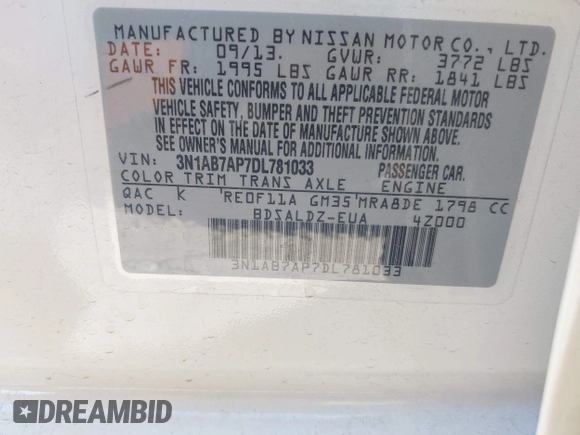 MANUFACTURED BY NISSAN MOTOR CO., LTD.
DATE: 09/13. GVWR: 3772 LBS
GAWR FR: 1995 LBS GAWR RR: 1841 LBS
THIS VEHICLE CONFORMS TO ALL APPLICABLE FEDERAL MOTOR
VEHICLE SAFETY, BUMPER AND THEFT PREVENTION STANDARDS
IN EFFECT ON THE DATE OF MANUFACTURE SHOWN ABOVE.
SEE OWNER'S MANUAL FOR ADDITIONAL INFORMATION.
VIN: 3N1AB7AP7DL781033 PASSENGER CAR.
COLOR TRIM TRANS AXLE ENGINE
QAC K RE0F11A GM35 MRA8DE 1798 CC
MODEL: BDSALDZ-EUA 4Z000
3N1AB7AP7DL781033
DREAMBID